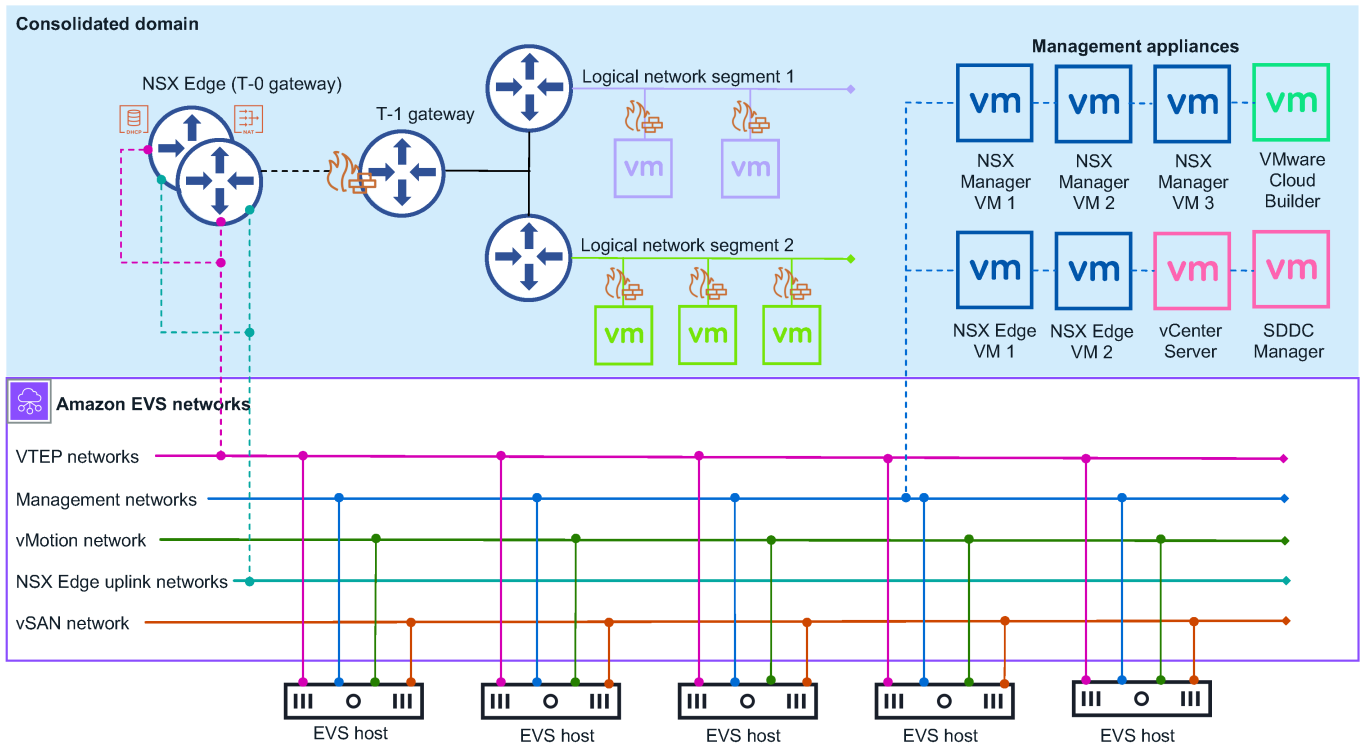 Consolidated domain
NSX Edge (T-0 gateway)
DHCP
NAT
T-1 gateway
Logical network segment 1
vm
vm
Logical network segment 2
vm
vm
vm
Management appliances
vm
vm
vm
vm
NSX
Manager
VM 1
NSX
Manager
VM 2
NSX
Manager
VM 3
VMware
Cloud
Builder
vm
vm
vm
vm
NSX Edge
VM 1
NSX Edge
VM 2
vCenter
Server
SDDC
Manager
Amazon EVS networks
VTEP networks
Management networks
vMotion network
NSX Edge uplink networks
vSAN network
EVS host
EVS host
EVS host
EVS host
EVS host